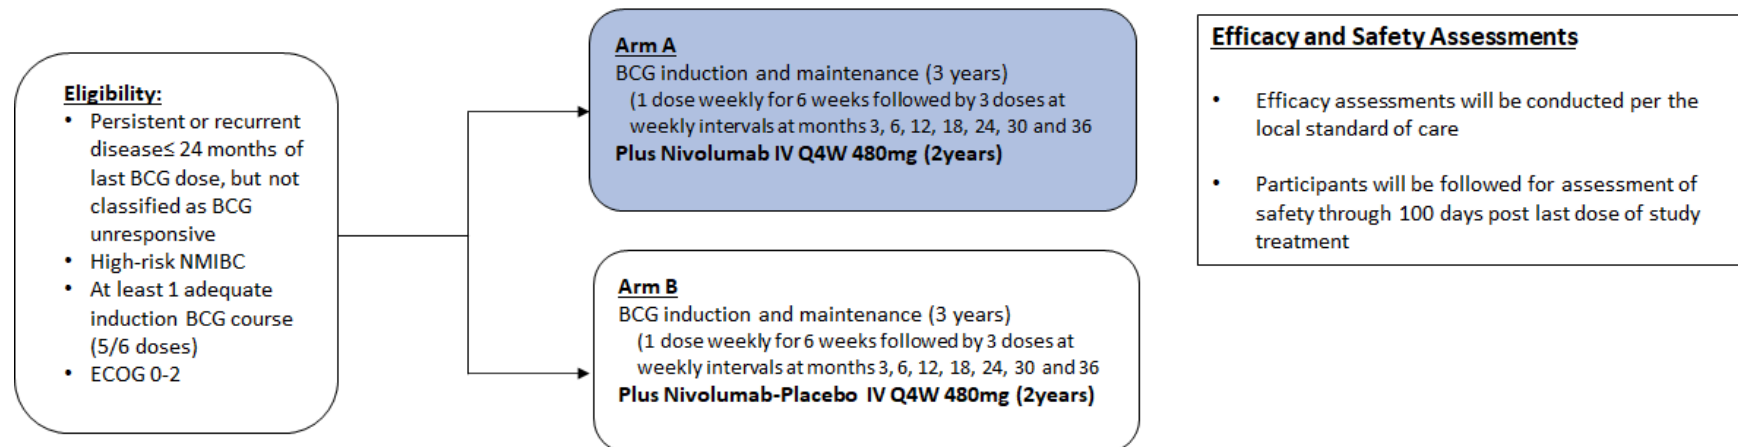 Eligibility:
• Persistent or recurrent
disease≤ 24 months of
last BCG dose, but not
classified as BCG
unresponsive
• High-risk NMIBC
• At least 1 adequate
induction BCG course
(5/6 doses)
• ECOG 0-2
Arm A
BCG induction and maintenance (3 years)
(1 dose weekly for 6 weeks followed by 3 doses at
weekly intervals at months 3, 6, 12, 18, 24, 30 and 36
Plus Nivolumab IV Q4W 480mg (2years)
Arm B
BCG induction and maintenance (3 years)
(1 dose weekly for 6 weeks followed by 3 doses at
weekly intervals at months 3, 6, 12, 18, 24, 30 and 36
Plus Nivolumab-Placebo IV Q4W 480mg (2years)
Efficacy and Safety Assessments
• Efficacy assessments will be conducted per the
local standard of care
• Participants will be followed for assessment of
safety through 100 days post last dose of study
treatment